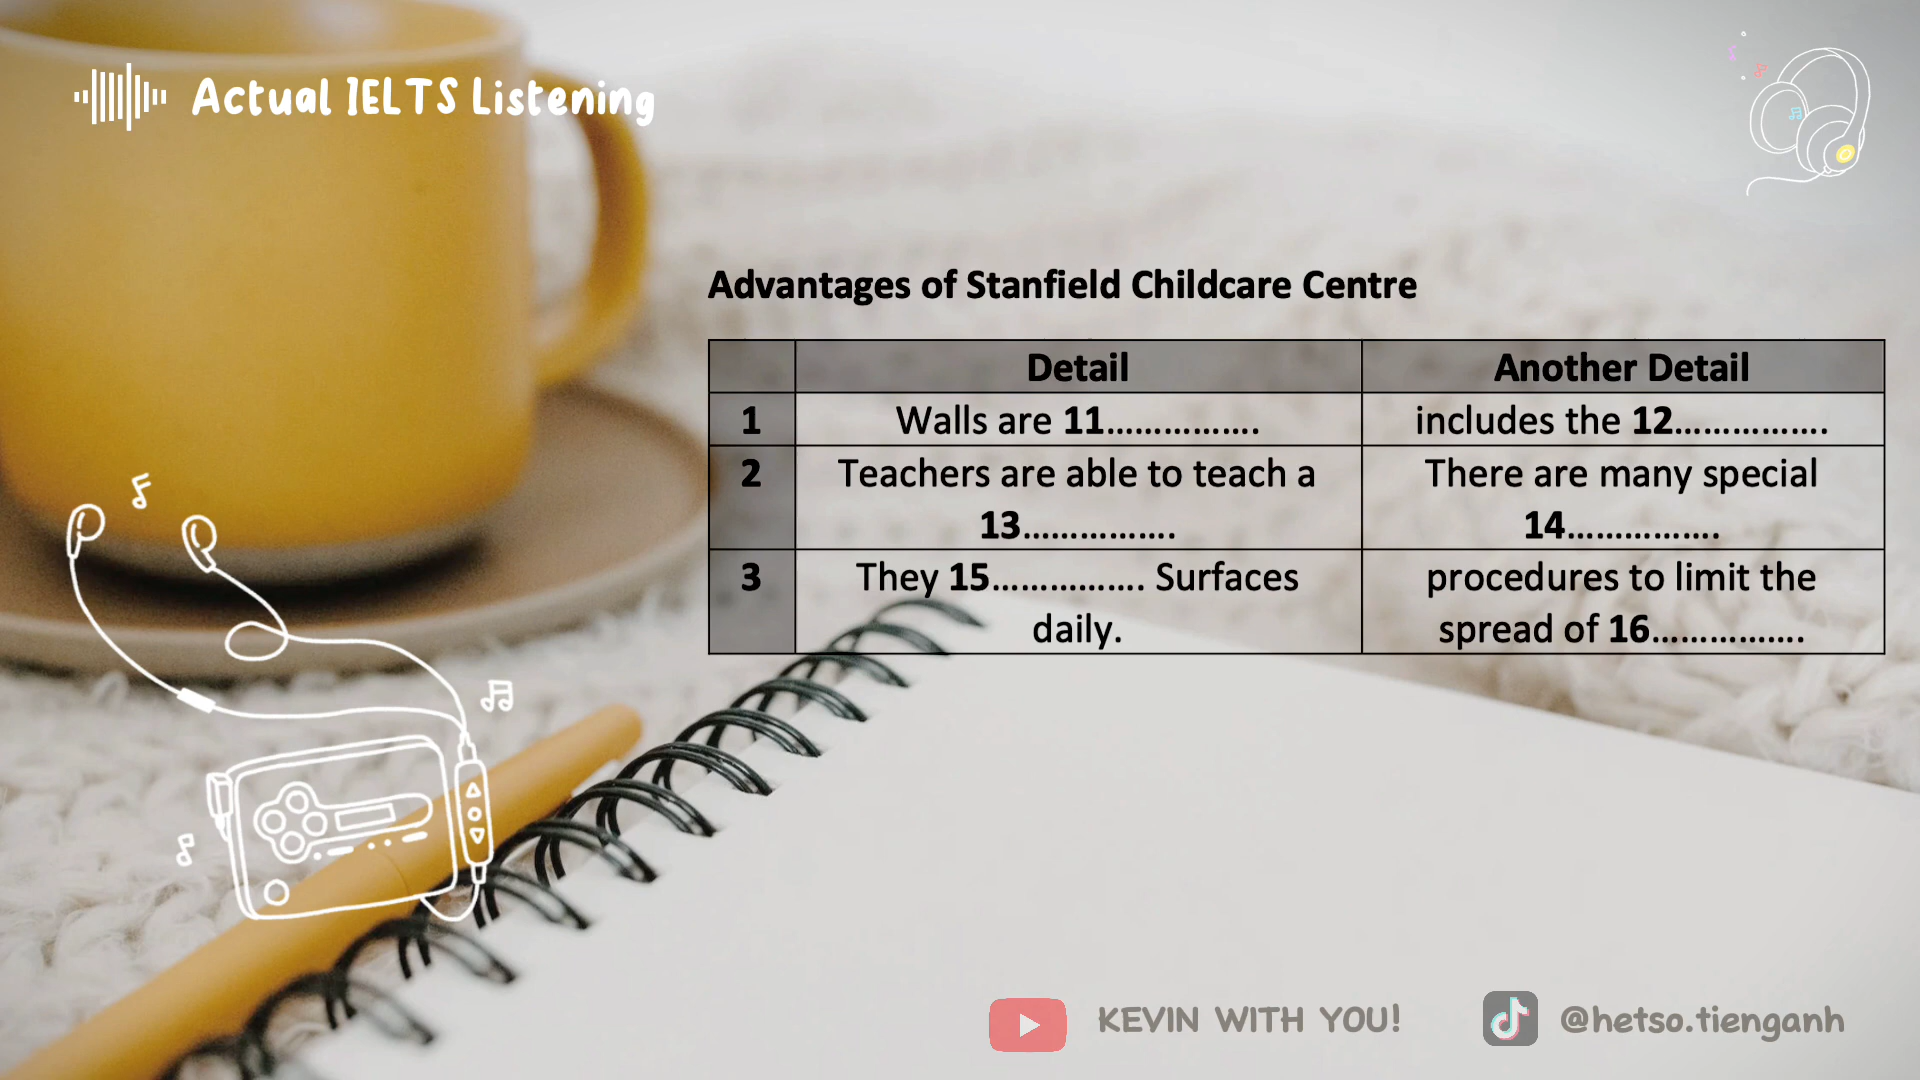 Actual IELTS Listening
Advantages of Stanfield Childcare Centre
Detail
Another Detail
1
Walls are 11................
includes the 12................
2
Teachers are able to teach a
13................
There are many special
14................
3
They 15................ Surfaces
daily.
procedures to limit the
spread of 16................
KEVIN WITH YOU!
@hetso.tienganh